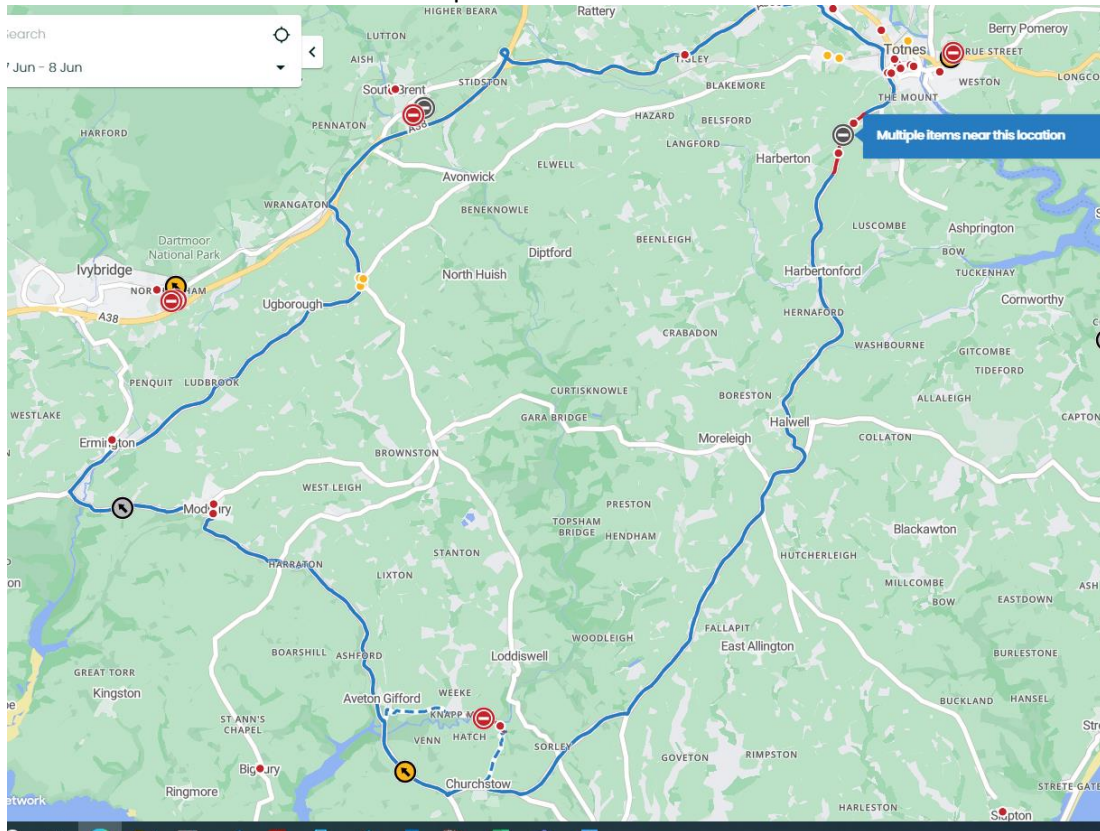 HIGHER BEARA
Rattery
Search
7 Jun - 8 Jun
LUTTON
AISH
STIDSTON
South Brent
PENNATON
A38
HARFORD
TIGLEY
BLAKEMORE
Totnes
Berry Pomeroy
TRUE STREET
WESTON
LONGCO
THE MOUNT
HAZARD
BELSFORD
LANGFORD
Harberton
Multiple items near this location
ELWELL
Avonwick
WRANGATON
BENEKNOWLE
Dartmoor
National Park
Ivybridge
A38
Ugborough
North Huish
Diptford
BEENLEIGH
LUSCOMBE
Ashprington
BOW
TUCKENHAY
Harbertonford
Cornworthy
HERNAFORD
CRABADON
WASHBOURNE
GITCOMBE
TIDEFORD
PENQUIT
LUDBROOK
CURTISKNOWLE
BORESTON
ALLALEIGH
WESTLAKE
GARA BRIDGE
Halwell
CAPTON
Ermington
Moreleigh
COLLATON
BROWNSTON
WEST LEIGH
Modbury
PRESTON
TOPSHAM
BRIDGE
HENDHAM
Blackawton
STANTON
HUTCHERLEIGH
HARRATON
LIXTON
MILLCOMBE
BOW
EASTDOWN
ASH
WOODLEIGH
FALLAPIT
East Allington
BOARSHILL
ASHFORD
Loddiswell
BURLESTONE
GREAT TORR
Kingston
Aveton Gifford
WEEKE
BUCKLAND
HANSEL
ST ANN'S
CHAPEL
VENN
HATCH
SORLEY
GOVETON
RIMPSTON
Bigbury
Ringmore
Churchstow
STRETE GATE
HARLESTON
Slapton